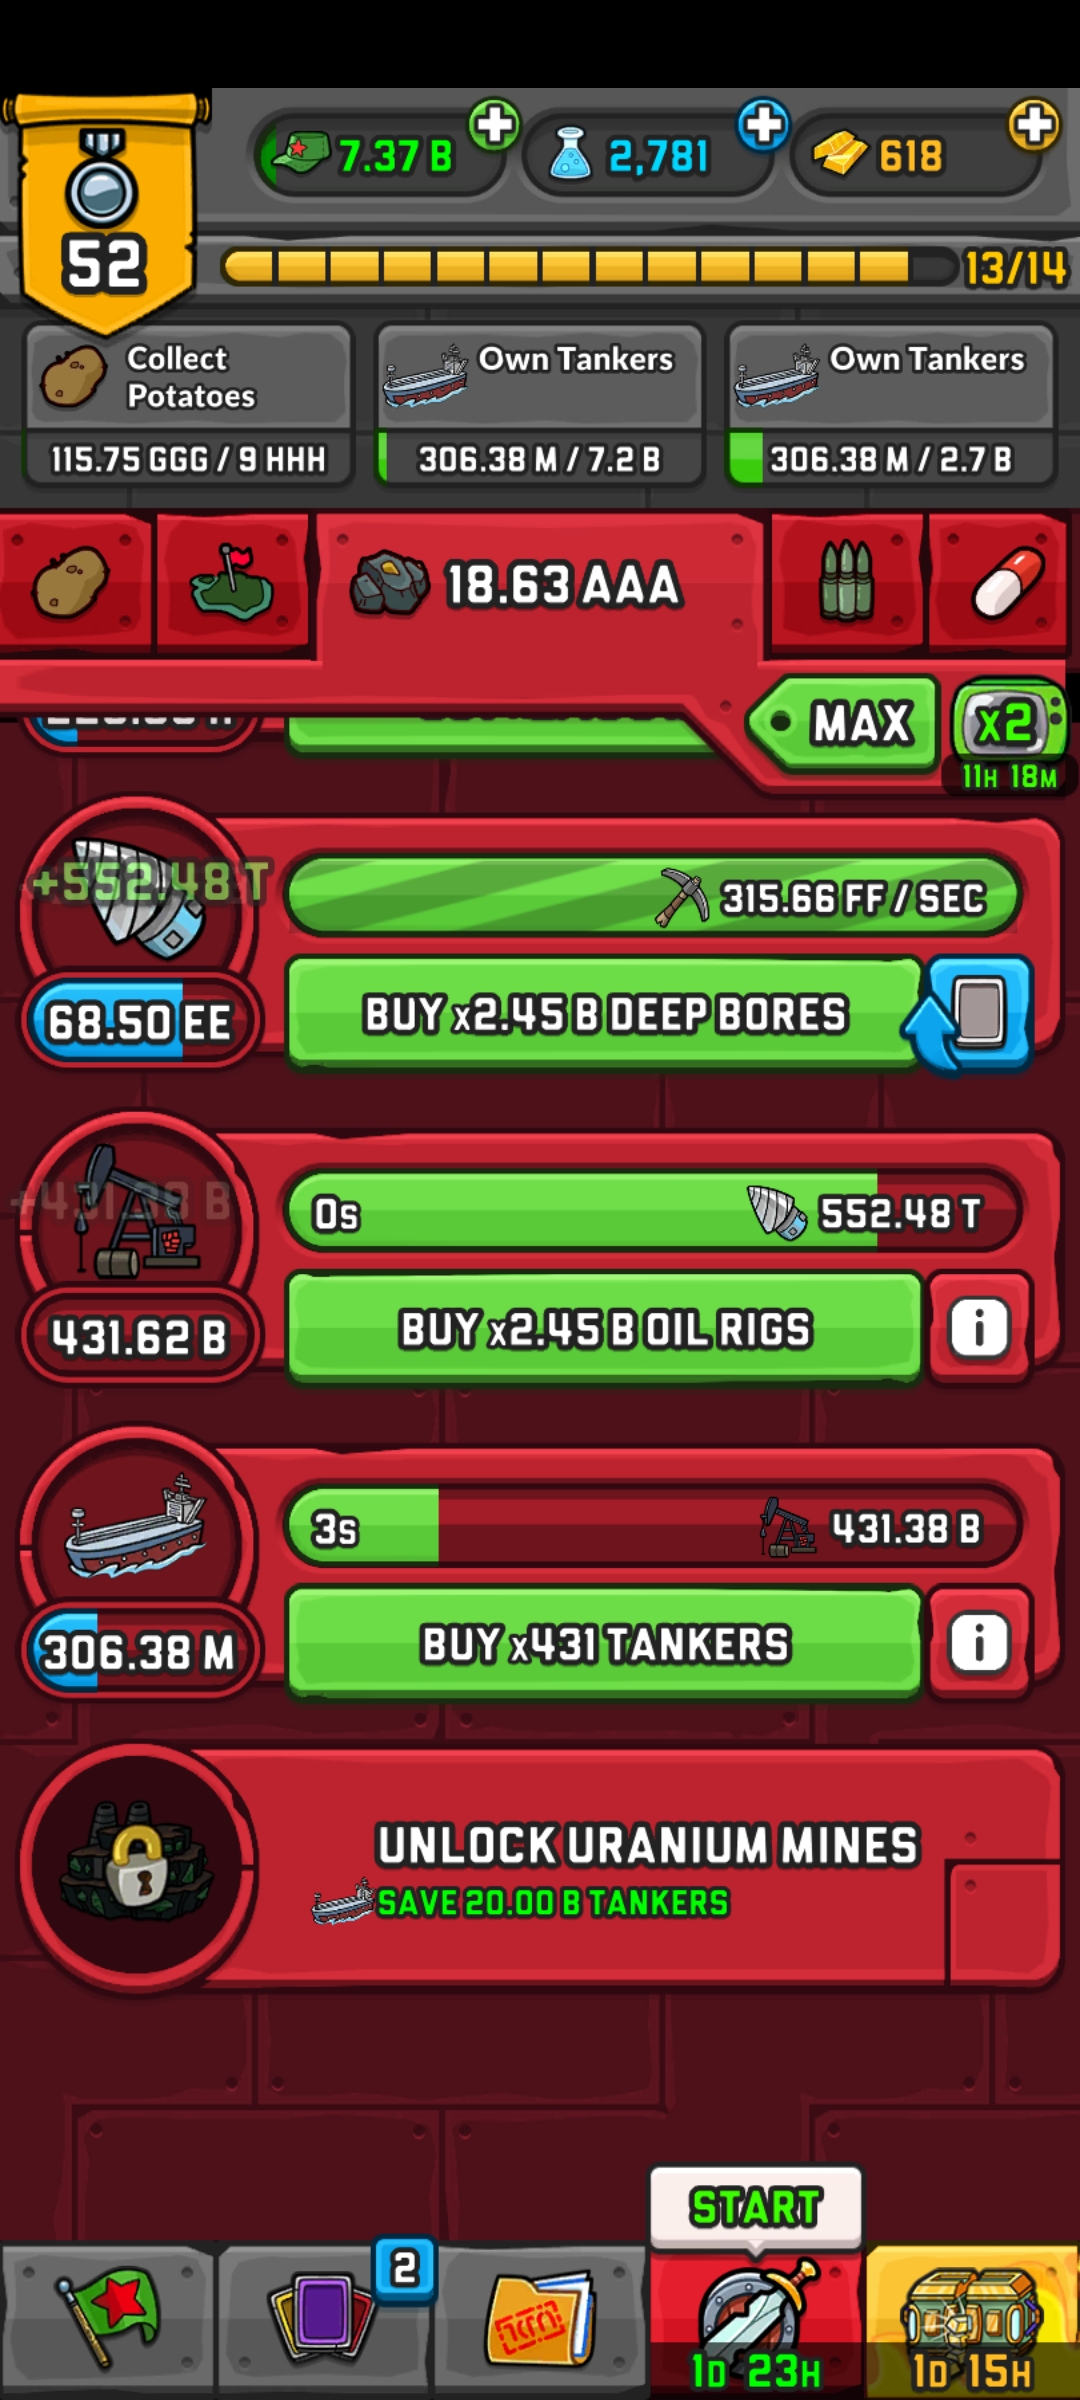 52
7.37 B
2,781
618
13/14
Collect
Potatoes
115.75 GGG / 9 HHH
Own Tankers
306.38 M / 7.2 B
Own Tankers
306.38 M / 2.7 B
18.63 AAA
MAX
x2
11H 18M
+552.48 T
315.66 FF / SEC
68.50 EE
BUY x2.45 B DEEP BORES
+431.38 B
0s
552.48 T
431.62 B
BUY x2.45 B OIL RIGS
i
3s
431.38 B
306.38 M
BUY x431 TANKERS
i
UNLOCK URANIUM MINES
SAVE 20.00 B TANKERS
START
2
1D 23H
1D 15H